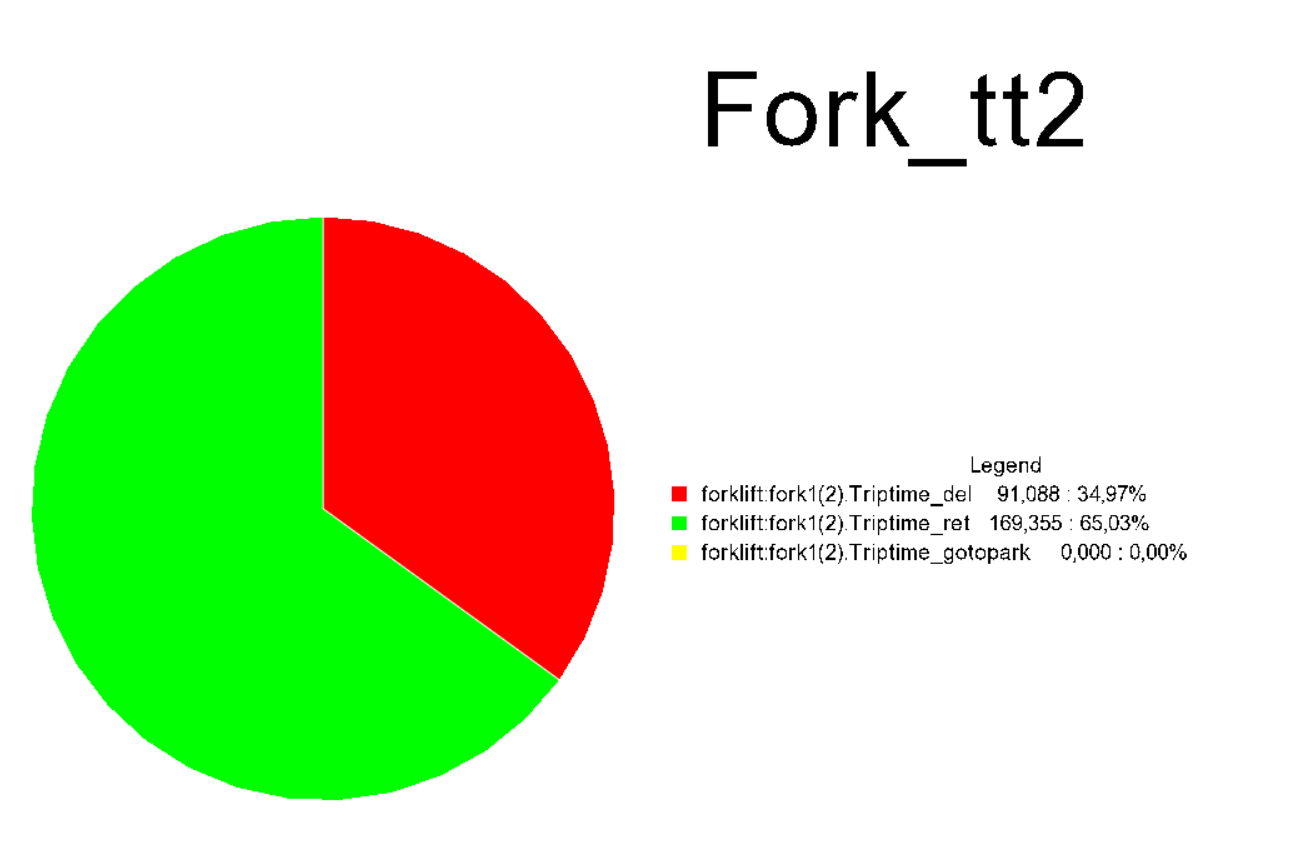 Fork_tt2
Legend
forklift:fork1(2).Triptime_del 91,088 : 34,97%
forklift:fork1(2).Triptime_ret 169,355 : 65,03%
forklift:fork1(2).Triptime_gotopark 0,000 : 0,00%